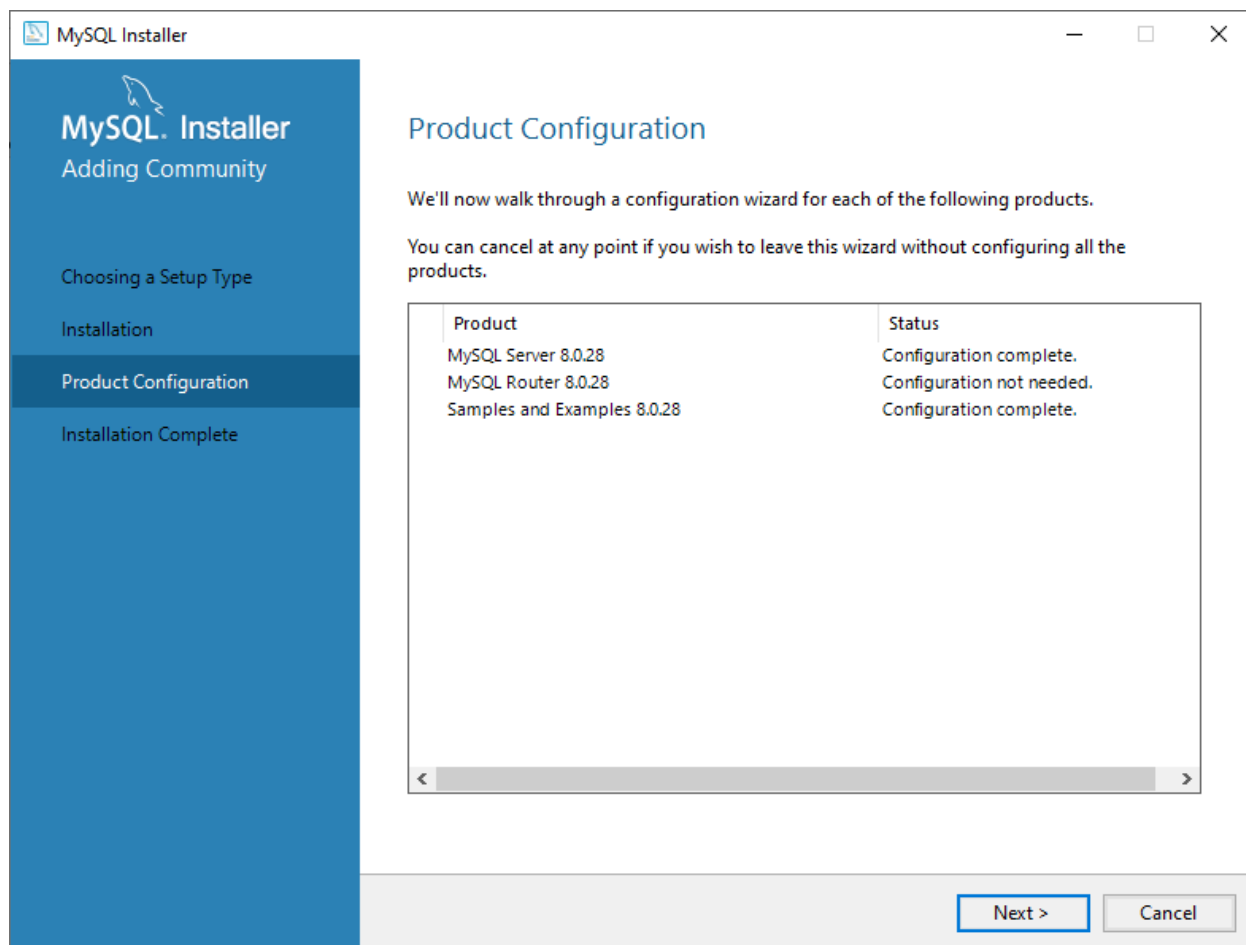 MySQL Installer
MySQL. Installer
Adding Community
Choosing a Setup Type
Installation
Product Configuration
Installation Complete
Product Configuration
We'll now walk through a configuration wizard for each of the following products.
You can cancel at any point if you wish to leave this wizard without configuring all the
products.
Product Status
MySQL Server 8.0.28 Configuration complete.
MySQL Router 8.0.28 Configuration not needed.
Samples and Examples 8.0.28 Configuration complete.
Next > Cancel